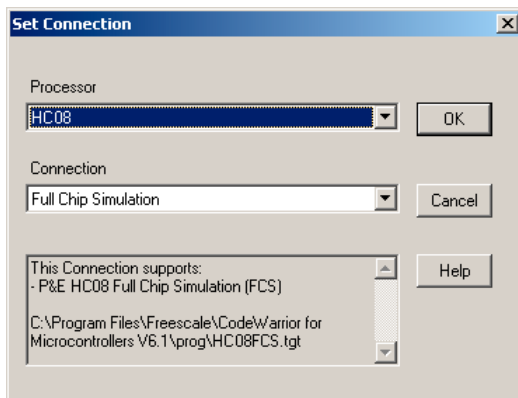 Set Connection
Processor
HC08
OK
Connection
Full Chip Simulation
Cancel
This Connection supports:
- P&E HC08 Full Chip Simulation (FCS)
C:\Program Files\Freescale\CodeWarrior for
Microcontrollers V6.1\prog\HC08FCS.tgt
Help